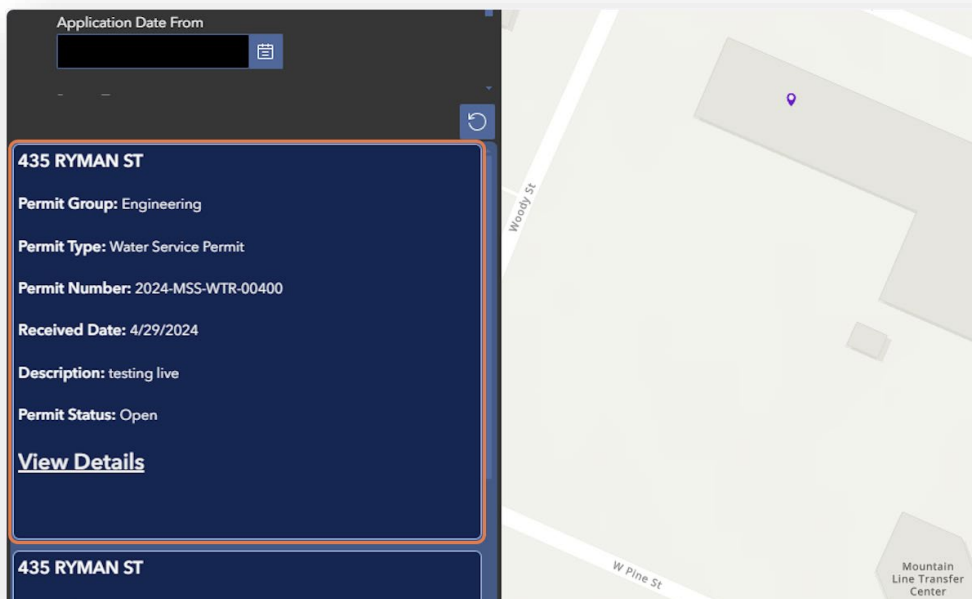 Application Date From
435 RYMAN ST
Permit Group: Engineering
Permit Type: Water Service Permit
Permit Number: 2024-MSS-WTR-00400
Received Date: 4/29/2024
Description: testing live
Permit Status: Open
View Details
435 RYMAN ST
Woody St
W Pine St
Mountain
Line Transfer
Center